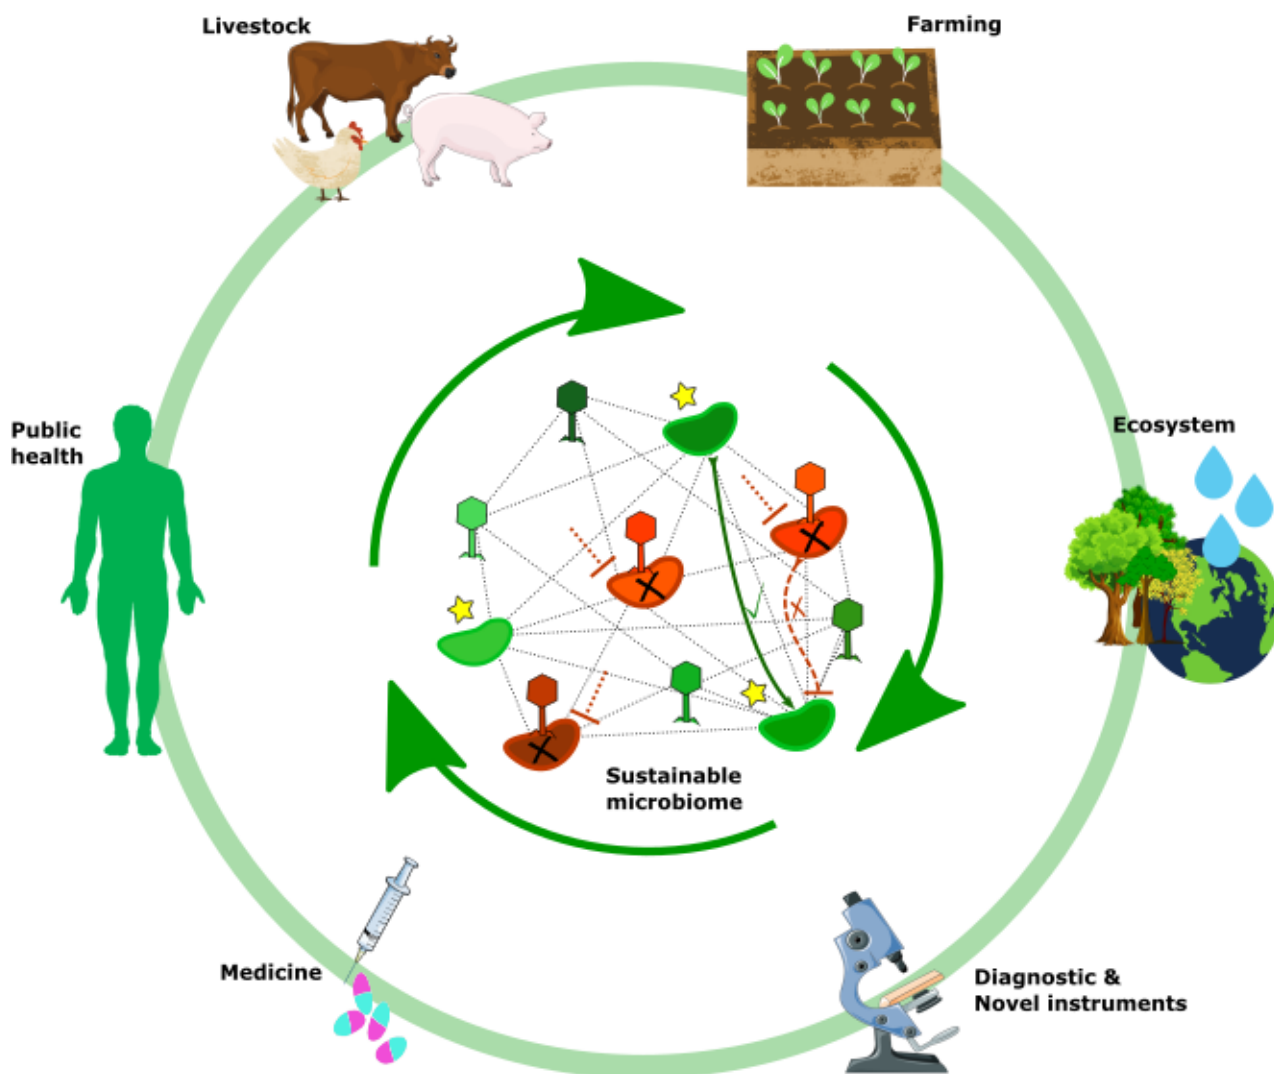 Livestock
Farming
Public
health
Ecosystem
Sustainable
microbiome
Medicine
Diagnostic &
Novel instruments